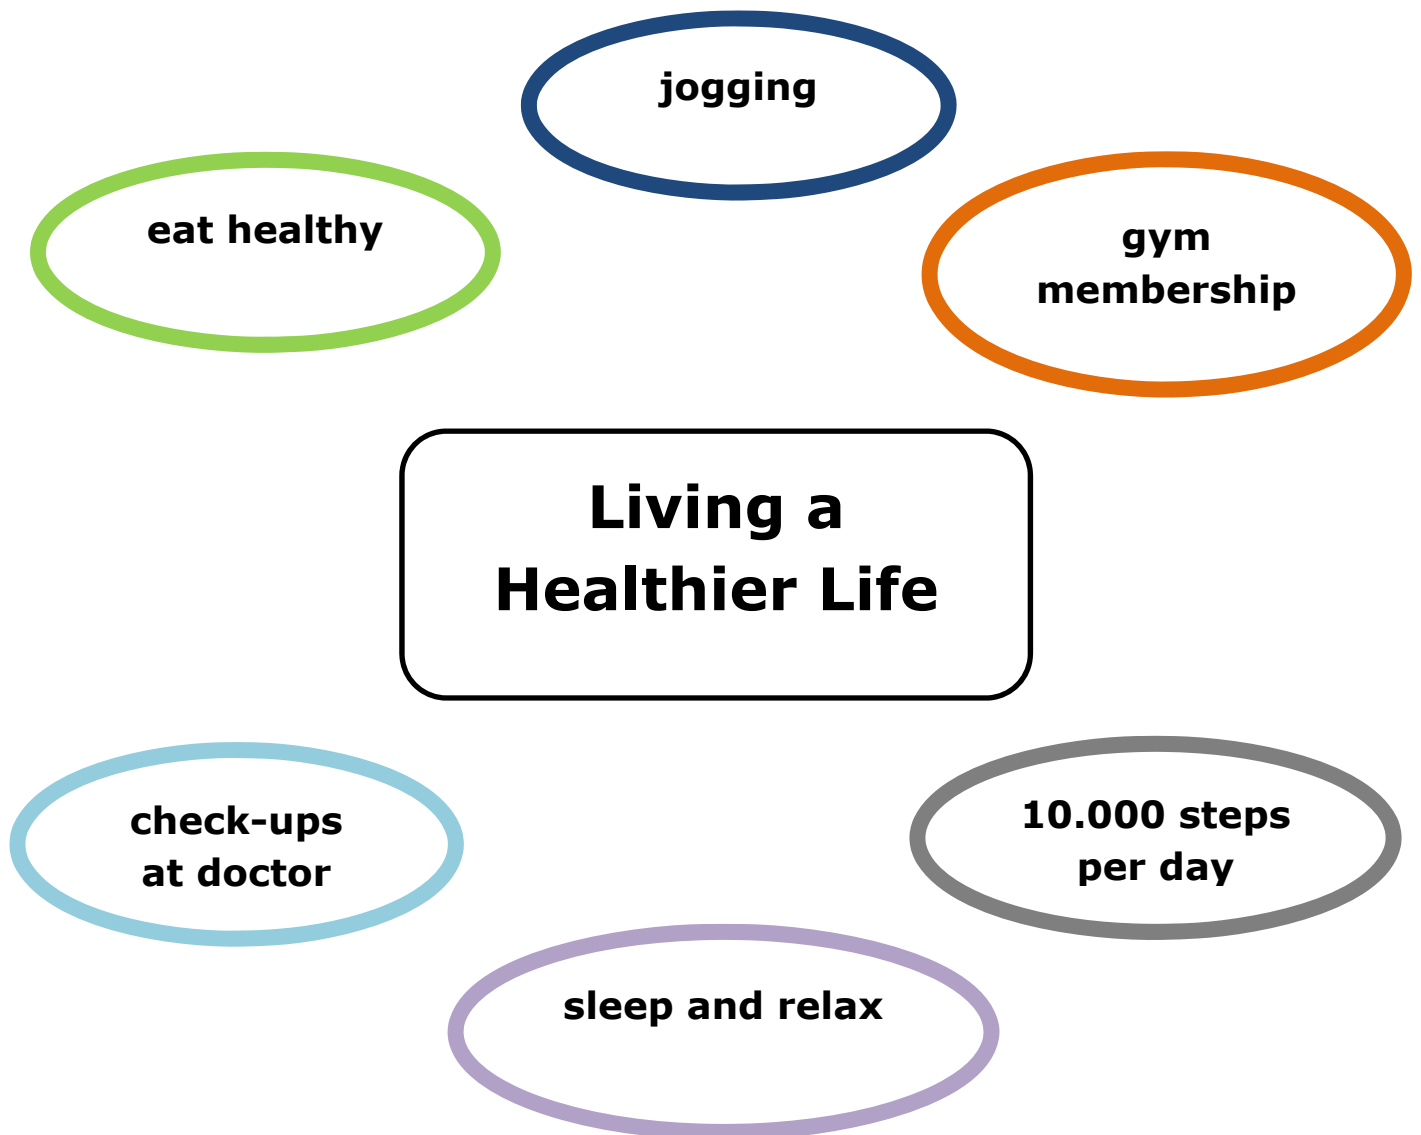 jogging
eat healthy
gym
membership
Living a
Healthier Life
check-ups
at doctor
10.000 steps
per day
sleep and relax